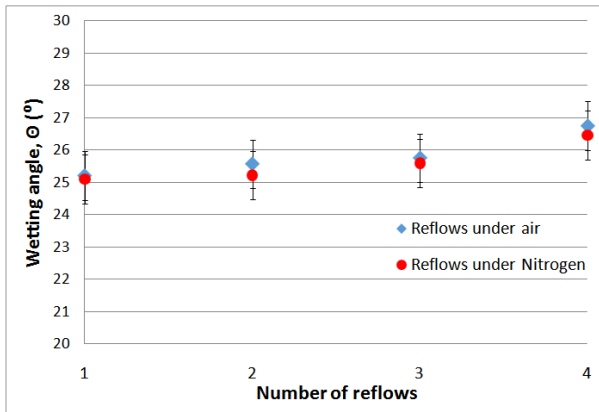 Wetting angle, Θ (⁰)
30
29
28
27
26
25
24
23
22
21
20
Reflows under air
Reflows under Nitrogen
1 2 3 4
Number of reflows